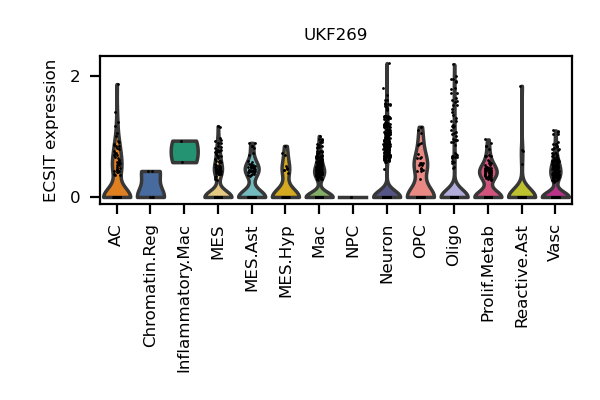 UKF269
ECSIT expression
2
0
AC
Chromatin.Reg
Inflammatory.Mac
MES
MES.Ast
MES.Hyp
Mac
NPC
Neuron
OPC
Oligo
Prolif.Metab
Reactive.Ast
Vasc